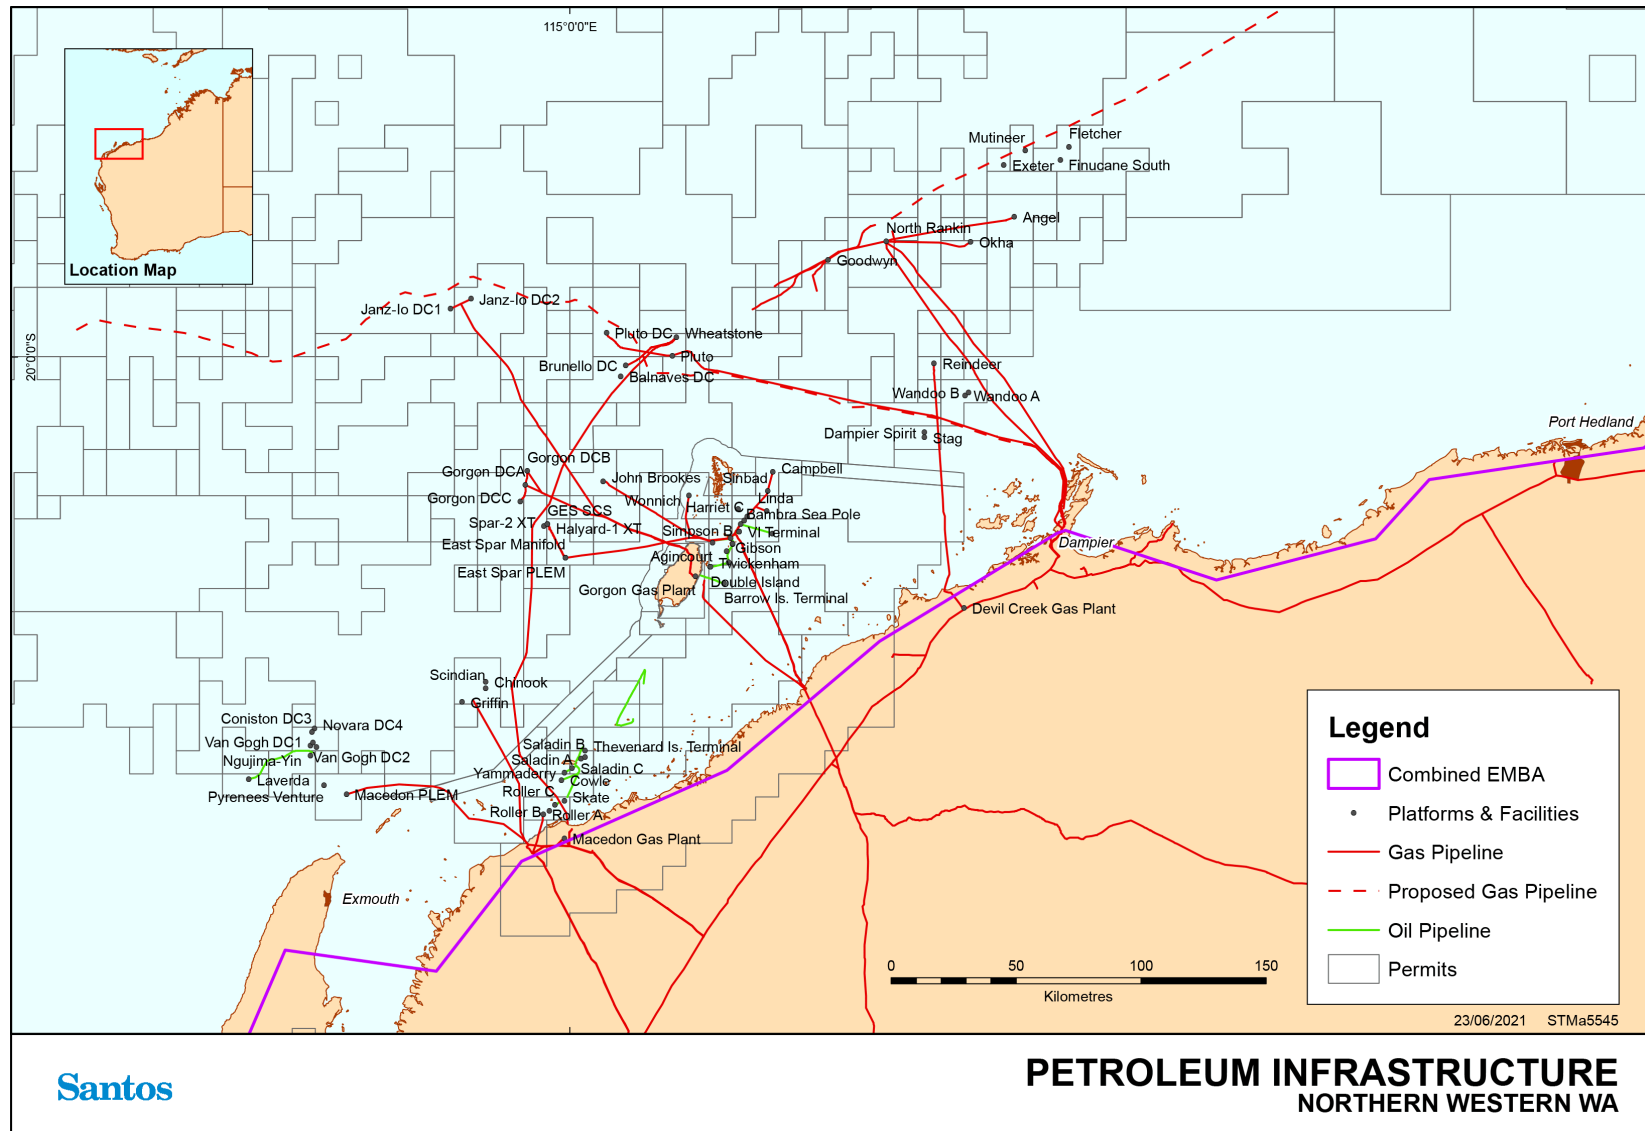 115°0'0"E
20°0'0"S
Location Map
Mutineer
Fletcher
Exeter
Finucane South
Angel
North Rankin
Okha
Goodwyn
Janz-Io DC1
Janz-Io DC2
Pluto DC
Wheatstone
Pluto
Brunello DC
Balnaves DC
Reindeer
Wandoo B
Wandoo A
Dampier Spirit
Stag
Port Hedland
Gorgon DCB
Gorgon DCA
Gorgon DCC
John Brookes
Sinbad
Campbell
Wonnich
Linda
Harriet C
Bambra Sea Pole
GES SCS
Spar-2 XT
Halyard-1 XT
Simpson B
VI Terminal
East Spar Manifold
Gibson
Agincourt
Twickenham
East Spar PLEM
Double Island
Gorgon Gas Plant
Barrow Is. Terminal
Dampier
Devil Creek Gas Plant
Scindian
Chinook
Griffin
Coniston DC3
Novara DC4
Van Gogh DC1
Van Gogh DC2
Ngujima-Yin
Laverda
Pyrenees Venture
Macedon PLEM
Saladin B
Thevenard Is. Terminal
Saladin A
Saladin C
Yammaderry
Cowle
Roller C
Skate
Roller B
Roller A
Macedon Gas Plant
Exmouth
Legend
Combined EMBA
Platforms & Facilities
Gas Pipeline
Proposed Gas Pipeline
Oil Pipeline
Permits
0 50 100 150
Kilometres
23/06/2021 STMa5545
Santos
PETROLEUM INFRASTRUCTURE
NORTHERN WESTERN WA